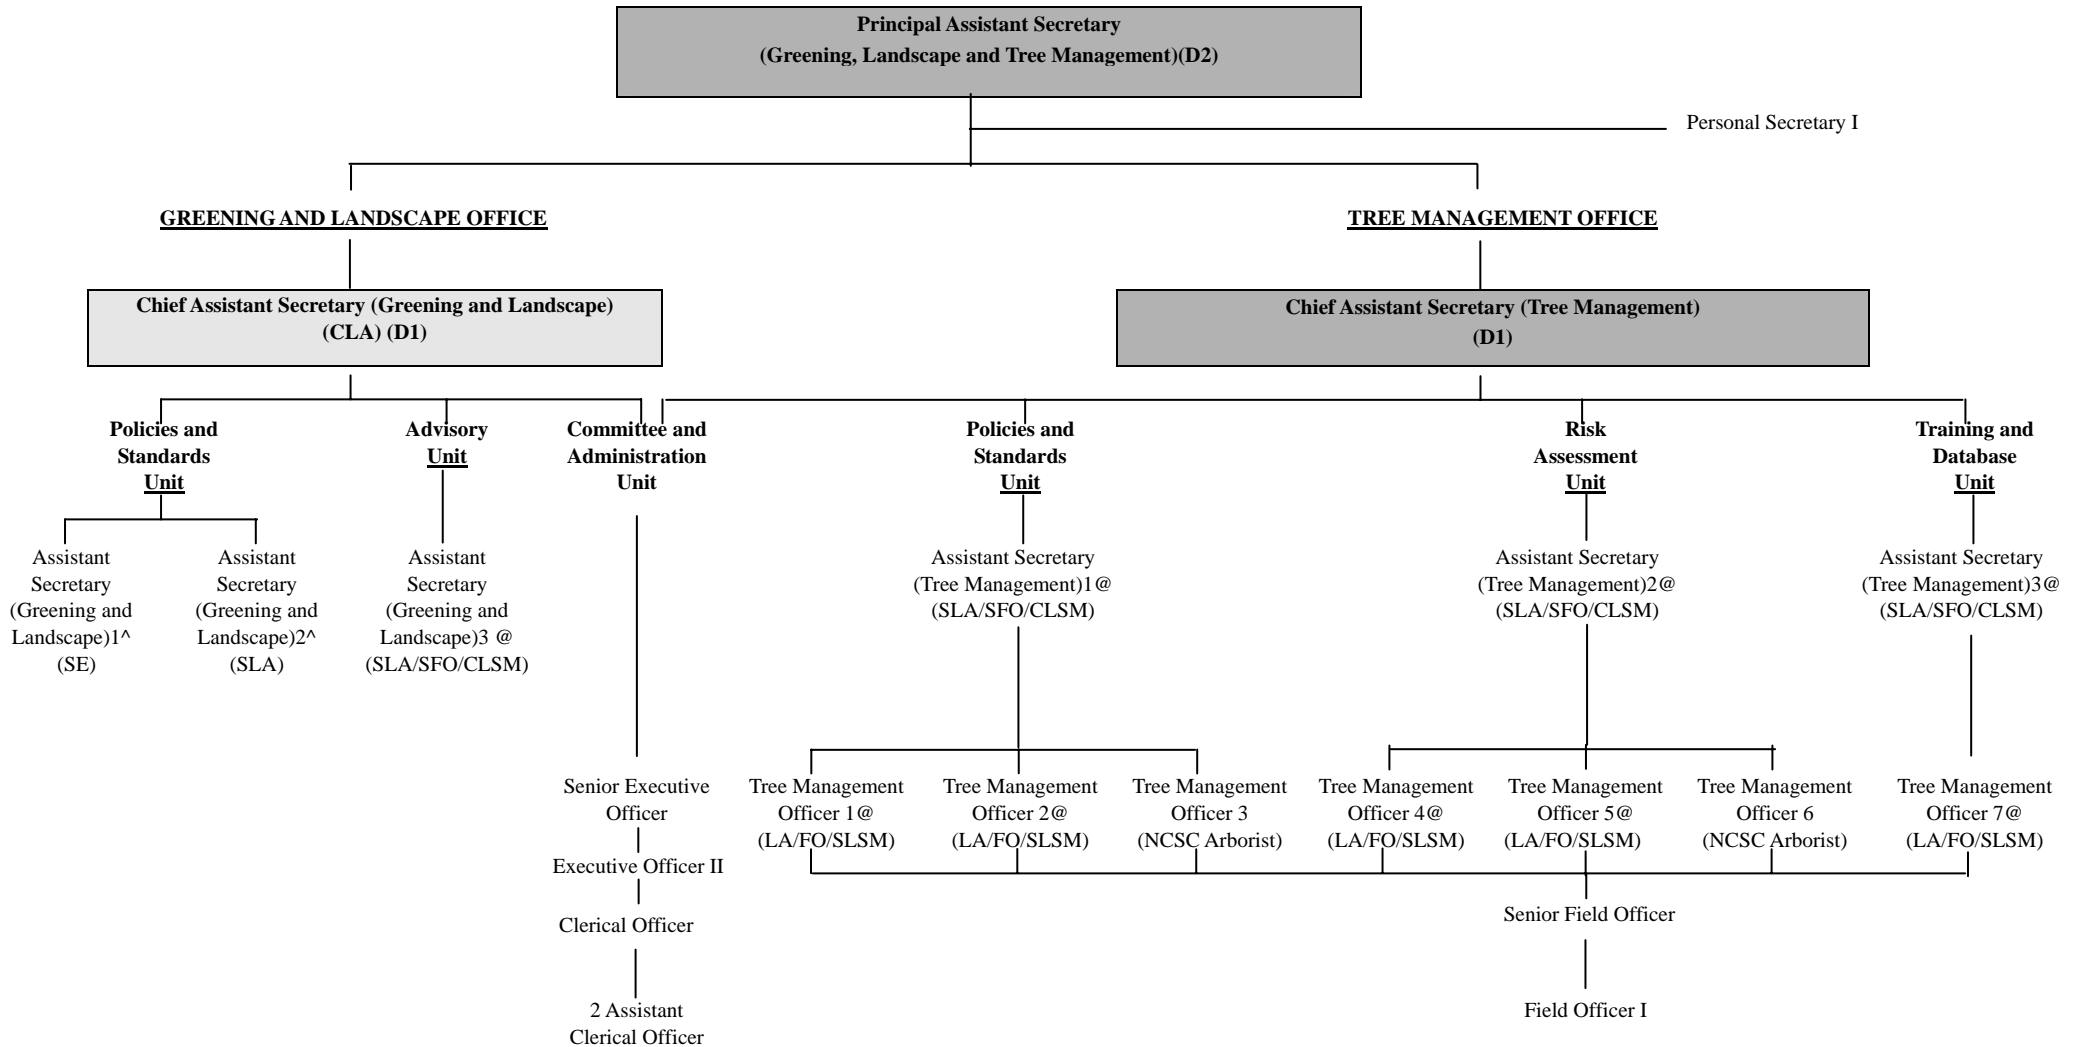 Principal Assistant Secretary
(Greening, Landscape and Tree Management)(D2)
Personal Secretary I
GREENING AND LANDSCAPE OFFICE
TREE MANAGEMENT OFFICE
Chief Assistant Secretary (Greening and Landscape)
(CLA) (D1)
Chief Assistant Secretary (Tree Management)
(D1)
Policies and
Standards
Unit
Advisory
Unit
Committee and
Administration
Unit
Policies and
Standards
Unit
Risk
Assessment
Unit
Training and
Database
Unit
Assistant
Secretary
(Greening and
Landscape)1^
(SE)
Assistant
Secretary
(Greening and
Landscape)2^
(SLA)
Assistant
Secretary
(Greening and
Landscape)3 @
(SLA/SFO/CLSM)
Assistant Secretary
(Tree Management)1@
(SLA/SFO/CLSM)
Assistant Secretary
(Tree Management)2@
(SLA/SFO/CLSM)
Assistant Secretary
(Tree Management)3@
(SLA/SFO/CLSM)
Senior Executive
Officer
Executive Officer II
Clerical Officer
2 Assistant
Clerical Officer
Tree Management
Officer 1@
(LA/FO/SLSM)
Tree Management
Officer 2@
(LA/FO/SLSM)
Tree Management
Officer 3
(NCSC Arborist)
Tree Management
Officer 4@
(LA/FO/SLSM)
Tree Management
Officer 5@
(LA/FO/SLSM)
Tree Management
Officer 6
(NCSC Arborist)
Tree Management
Officer 7@
(LA/FO/SLSM)
Senior Field Officer
Field Officer I